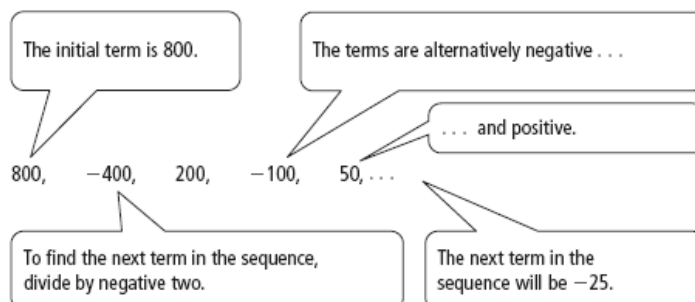 The initial term is 800.
The terms are alternatively negative . . .
. . . and positive.
800, −400, 200, −100, 50, . . .
To find the next term in the sequence,
divide by negative two.
The next term in the
sequence will be −25.